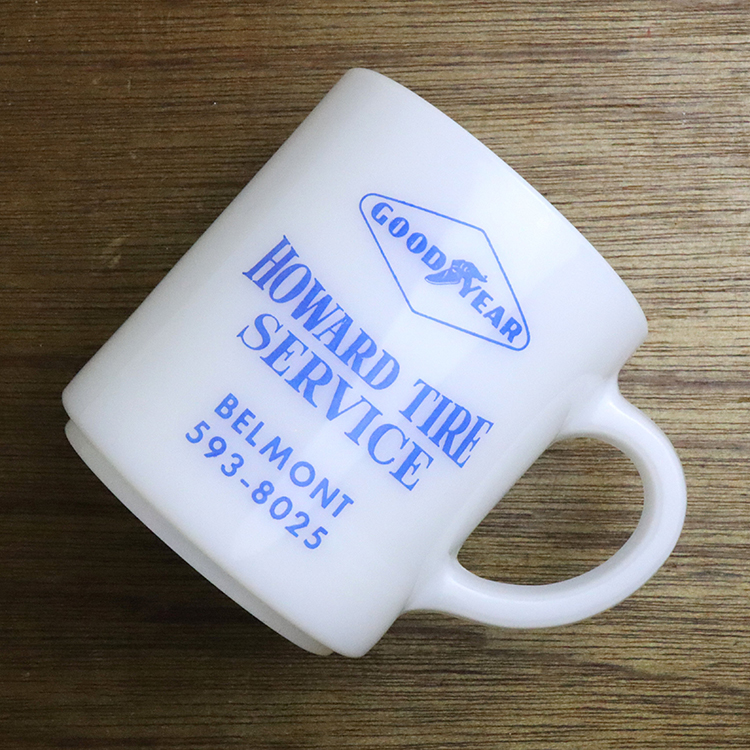 GOOD YEAR
HOWARD TIRE
SERVICE
BELMONT
593-8025